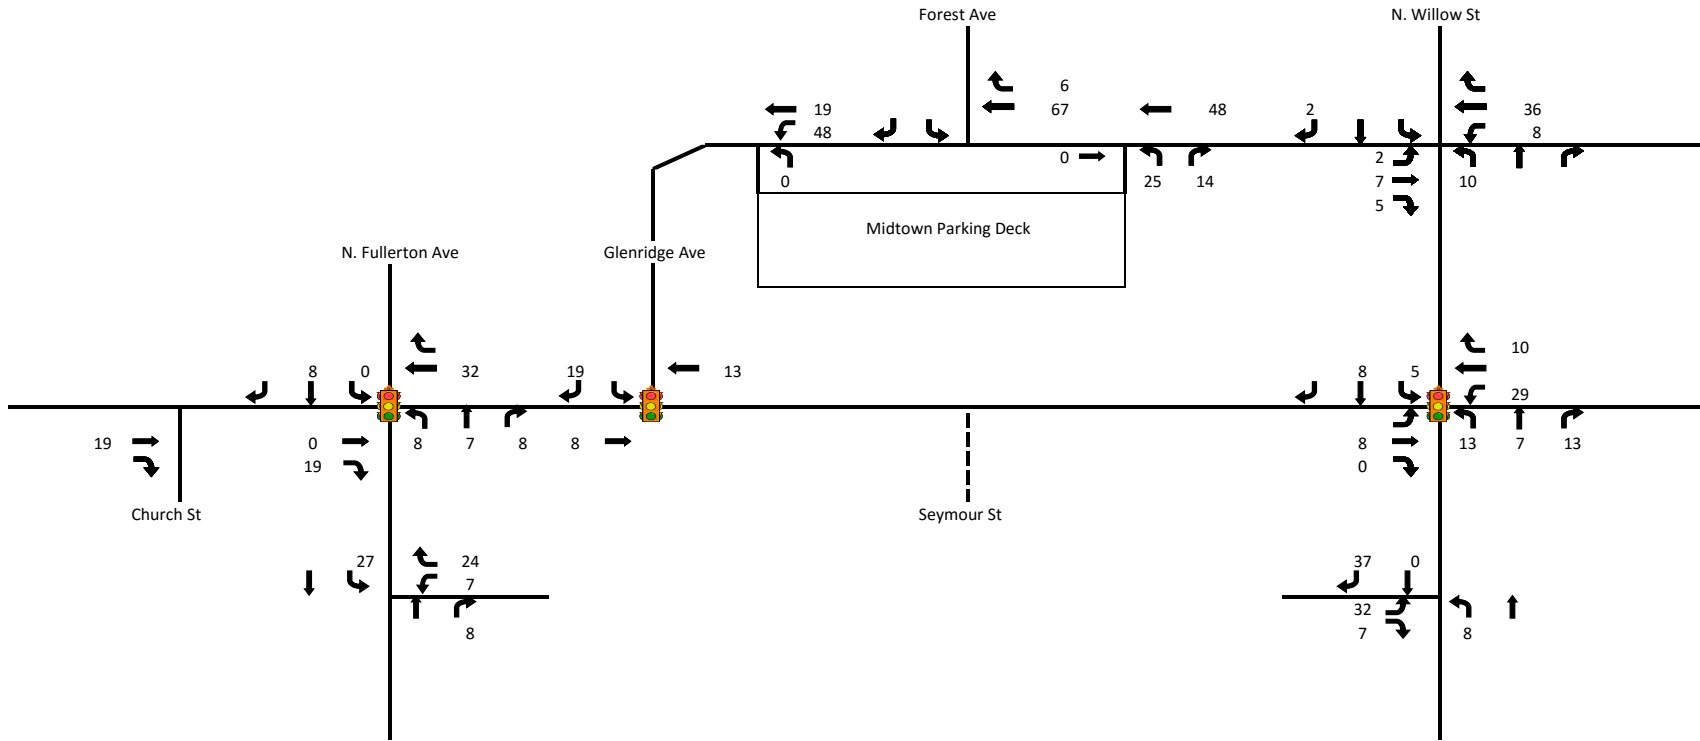 Forest Ave
N. Willow St
6
19 67 48 2 36
48 8
0 2
0 25 14 7 10
5
Midtown Parking Deck
N. Fullerton Ave
Glenridge Ave
10
8 0 32 19 13 8 5
29
19 0 8 7 8 8 8 13 7 13
19 0
Church St
Seymour St
27 24 37 0
7
32
8 7 8